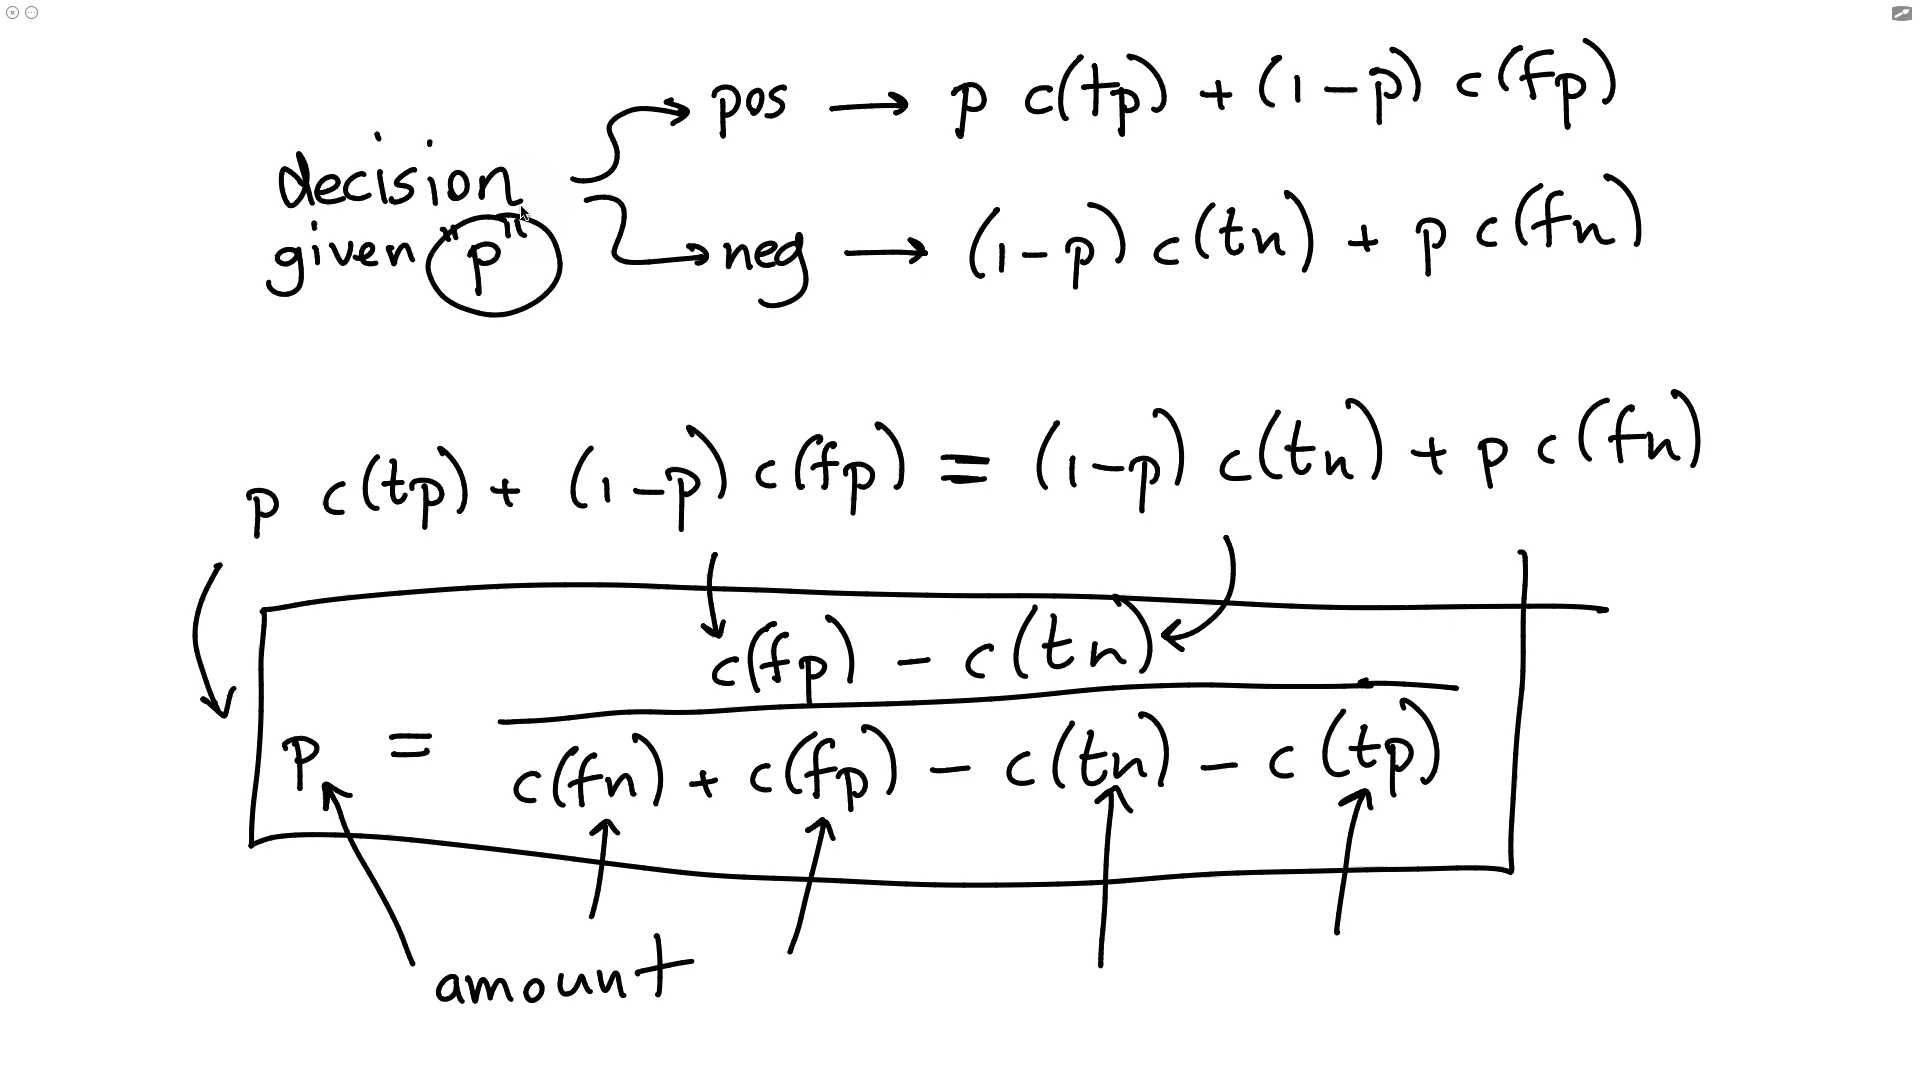 pos → p c(tp) + (1-p) c(fp)
decision
given "p"
neg → (1-p) c(tn) + p c(fn)
p c(tp) + (1-p) c(fp) = (1-p) c(tn) + p c(fn)
c(fp) - c(tn)
p =
c(fn) + c(fp) - c(tn) - c(tp)
amount